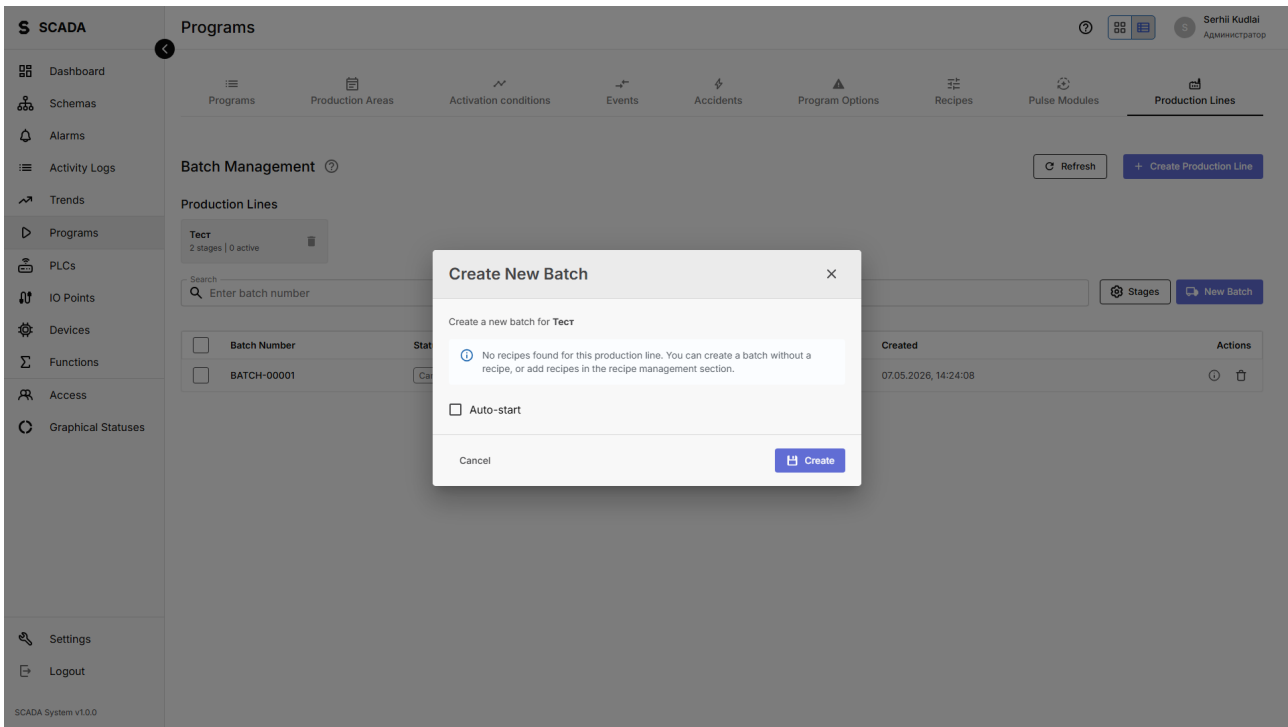 SCADA
Programs
Serhii Kudlai
S
Администратор
Dashboard
Schemas
Alarms
Activity Logs
Trends
Programs
PLCs
IO Points
Devices
Functions
Access
Graphical Statuses
Settings
Logout
SCADA System v1.0.0
Programs
Production Areas
Activation conditions
Events
Accidents
Program Options
Recipes
Pulse Modules
Production Lines
Batch Management
Refresh
+ Create Production Line
Production Lines
Тест
2 stages | 0 active
Search
Enter batch number
Stages
New Batch
Batch Number
Created
Actions
BATCH-00001
07.05.2026, 14:24:08
Create New Batch
Create a new batch for Тест
No recipes found for this production line. You can create a batch without a
recipe, or add recipes in the recipe management section.
Auto-start
Cancel
Create